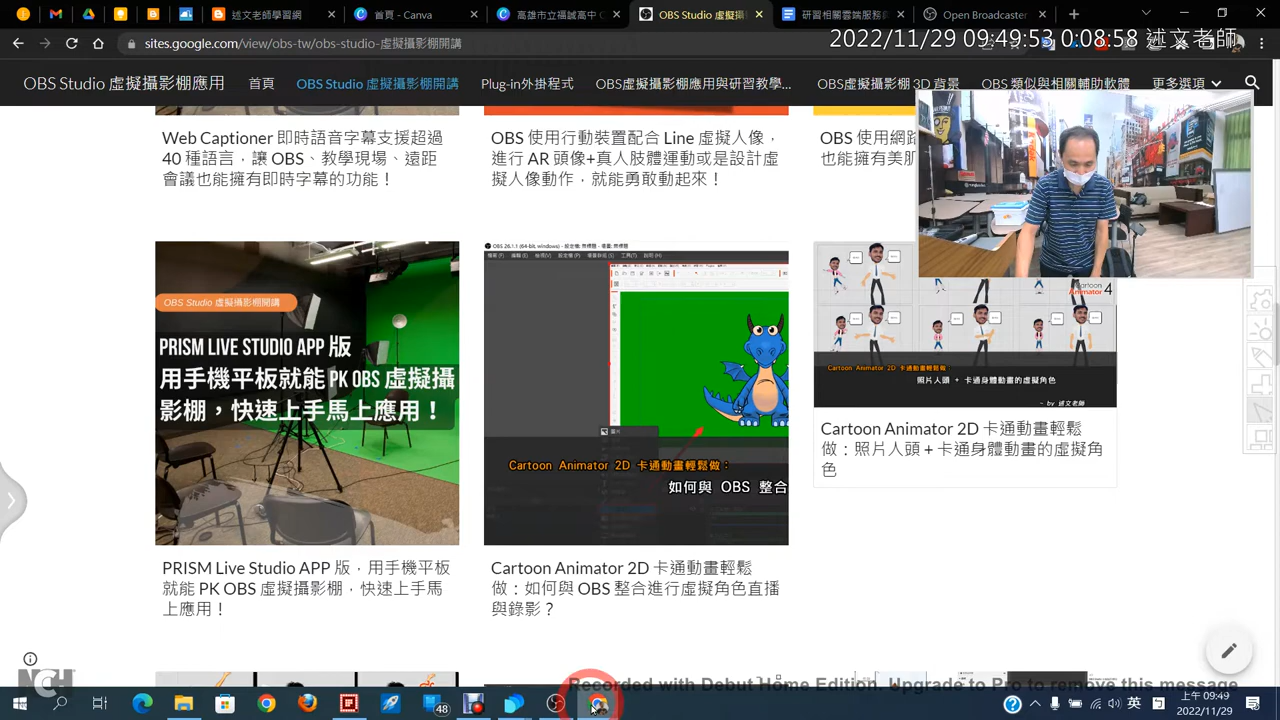 述文老師學習網
首頁 - Canva
高雄市立福誠高中
OBS Studio 虛擬攝影
研習相關雲端服務
Open Broadcaster
sites.google.com/view/obs-tw/obs-studio-虛擬攝影棚開講
2022/11/29 09:49:53 0:08:58 述文老師
OBS Studio 虛擬攝影棚應用
首頁
OBS Studio 虛擬攝影棚開講
Plug-in外掛程式
OBS虛擬攝影棚應用與研習教學...
OBS虛擬攝影棚 3D 背景
OBS 類似與相關輔助軟體
更多選項
Web Captioner 即時語音字幕支援超過
40 種語言，讓 OBS、教學現場、遠距
會議也能擁有即時字幕的功能！
OBS 使用行動裝置配合 Line 虛擬人像，
進行 AR 頭像+真人肢體運動或是設計虛
擬人像動作，就能勇敢動起來！
OBS 使用網路
也能擁有美肌
OBS Studio 虛擬攝影棚開講
PRISM LIVE STUDIO APP 版
用手機平板就能 PK OBS 虛擬攝
影棚，快速上手馬上應用！
Cartoon Animator 2D 卡通動畫輕鬆做：
如何與 OBS 整合
Cartoon
Animator 4
Cartoon Animator 2D 卡通動畫輕鬆做：
照片人頭 + 卡通身體動畫的虛擬角色
~ by 述文老師
Cartoon Animator 2D 卡通動畫輕鬆
做：照片人頭 + 卡通身體動畫的虛擬角
色
PRISM Live Studio APP 版，用手機平板
就能 PK OBS 虛擬攝影棚，快速上手馬
上應用！
Cartoon Animator 2D 卡通動畫輕鬆
做：如何與 OBS 整合進行虛擬角色直播
與錄影？
NCH
Recorded with Debut Home Edition. Upgrade to Pro to remove this message
48
英
上午 09:49
2022/11/29